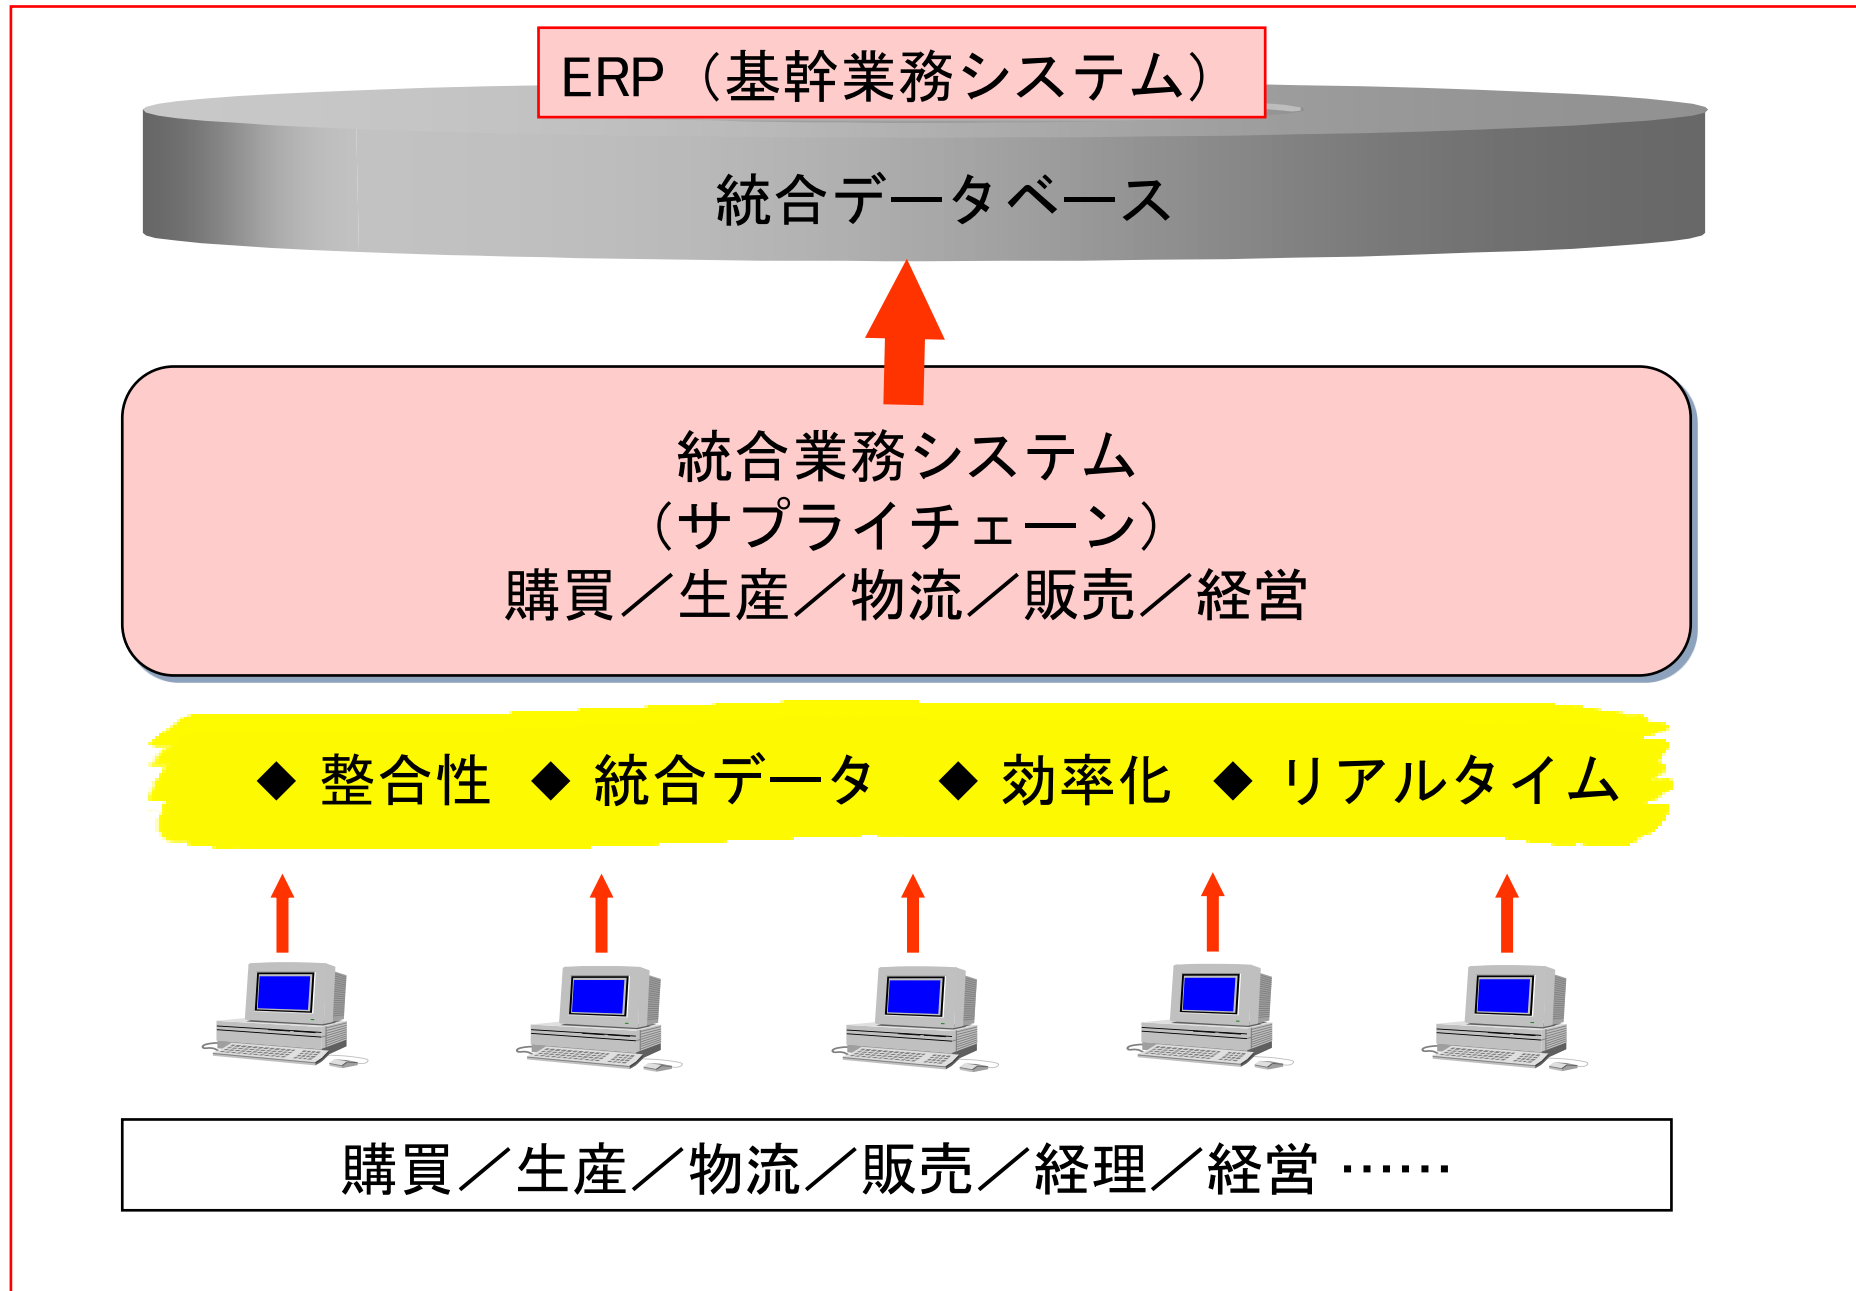 ERP（基幹業務システム）
統合データベース
統合業務システム
（サプライチェーン）
購買／生産／物流／販売／経営
◆ 整合性 ◆ 統合データ ◆ 効率化 ◆ リアルタイム
購買／生産／物流／販売／経理／経営 ……